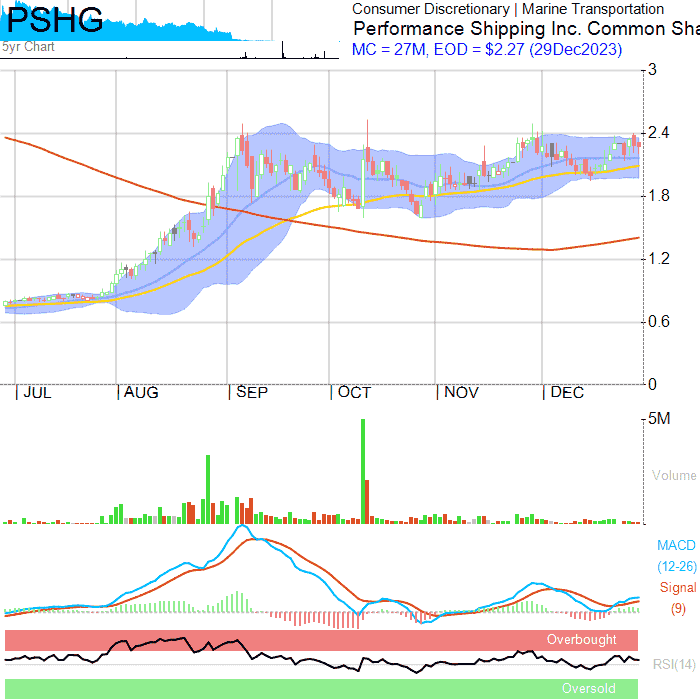 PSHG
5yr Chart
Consumer Discretionary | Marine Transportation
Performance Shipping Inc. Common Sha
MC = 27M, EOD = $2.27 (29Dec2023)
3
2.4
1.8
1.2
0.6
0
JUL AUG SEP OCT NOV DEC
5M
Volume
MACD
(12-26)
Signal
(9)
Overbought
RSI(14)
Oversold